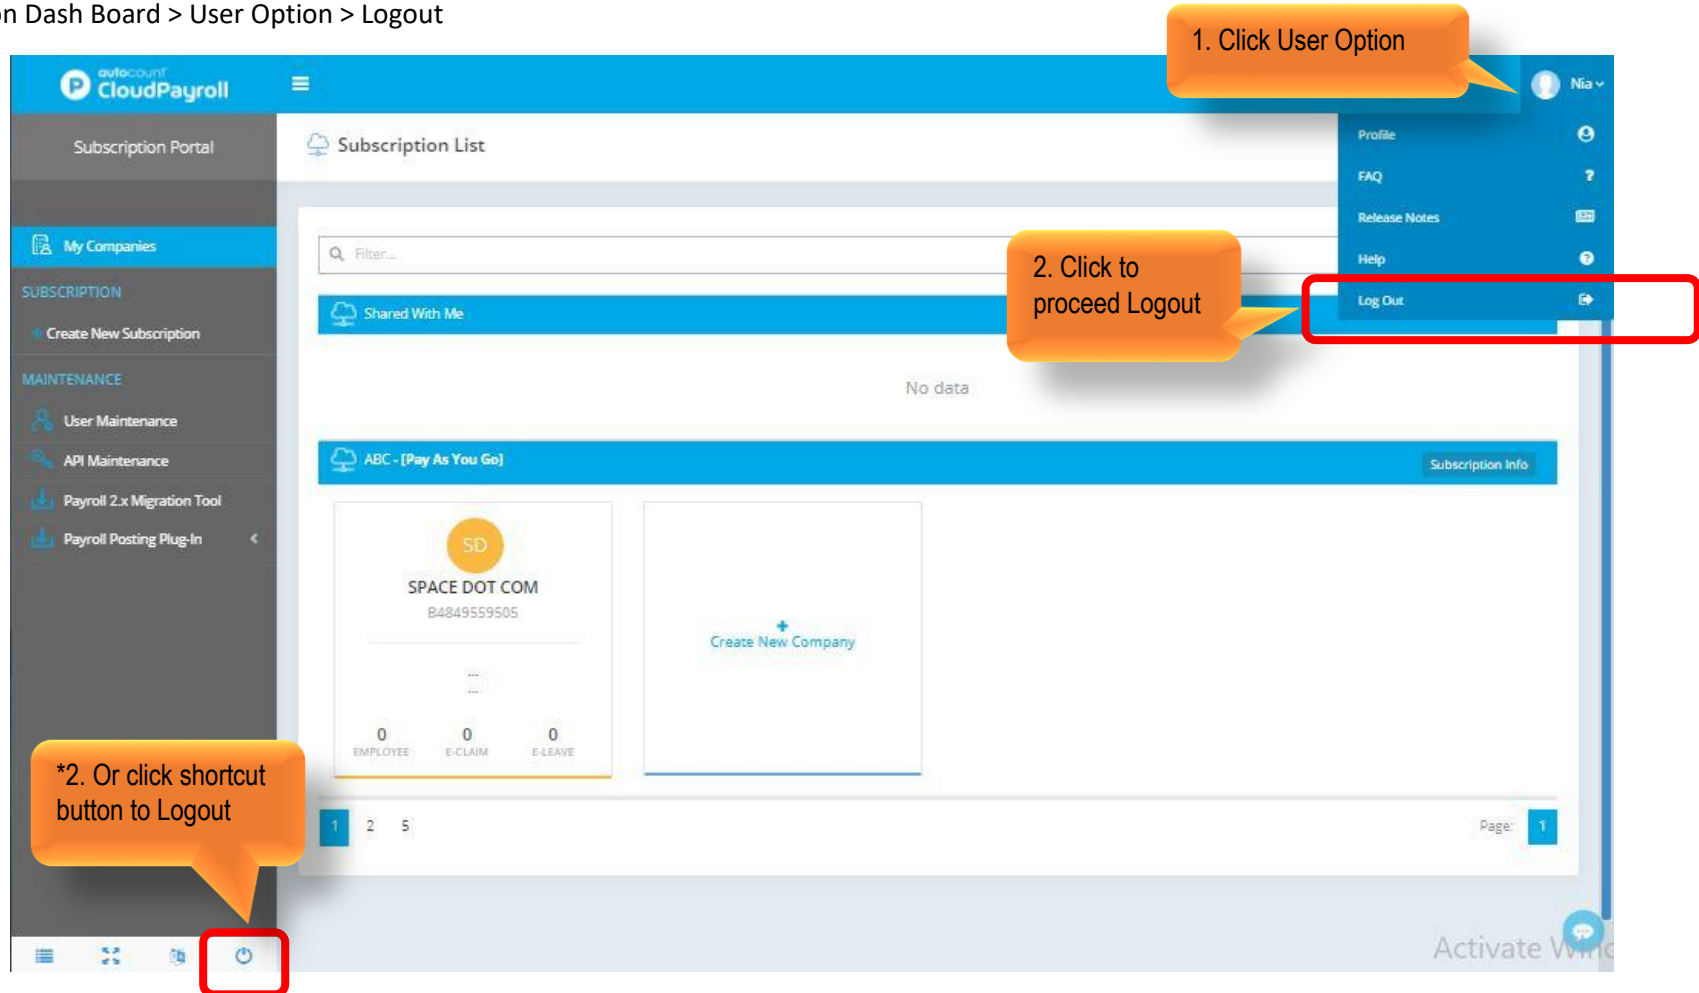 n Dash Board > User Option > Logout
1. Click User Option
autocount
CloudPayroll
Nia
Subscription Portal
Subscription List
Profile
FAQ
Release Notes
Help
Log Out
My Companies
Filter...
2. Click to
proceed Logout
SUBSCRIPTION
Create New Subscription
Shared With Me
No data
MAINTENANCE
User Maintenance
API Maintenance
Payroll 2.x Migration Tool
Payroll Posting Plug-In
ABC - [Pay As You Go]
Subscription Info
SD
SPACE DOT COM
B4849559505
...
...
0 0 0
EMPLOYEE E-CLAIM E-LEAVE
+
Create New Company
*2. Or click shortcut
button to Logout
1 2 5
Page: 1
Activate Winc